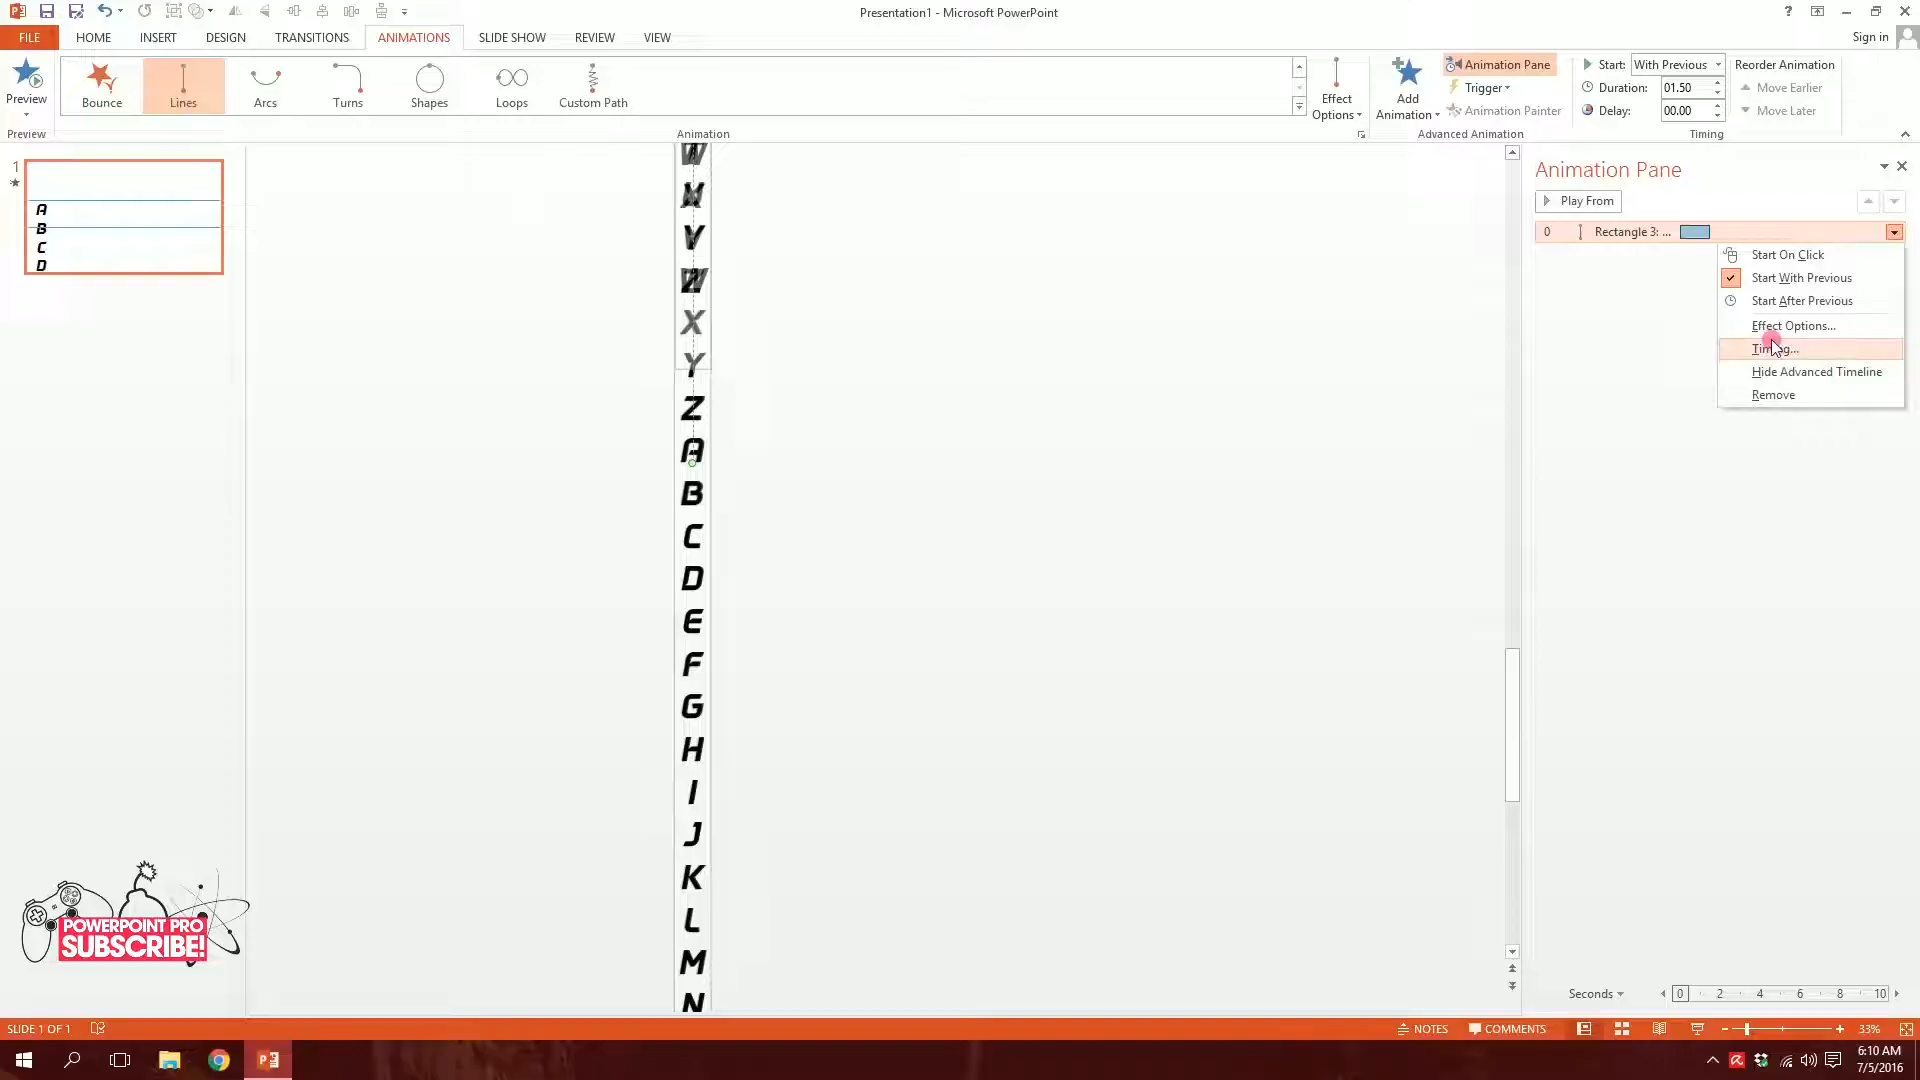 Presentation1 - Microsoft PowerPoint
FILE
HOME
INSERT
DESIGN
TRANSITIONS
ANIMATIONS
SLIDE SHOW
REVIEW
VIEW
Sign in
Preview
Bounce
Lines
Arcs
Turns
Shapes
Loops
Custom Path
Effect
Options
Add
Animation
Animation Pane
Trigger
Animation Painter
Start: With Previous
Duration: 01.50
Delay: 00.00
Reorder Animation
Move Earlier
Move Later
Preview
Animation
Advanced Animation
Timing
1
A
B
C
D
W
X
Y
Z
X
Y
Z
A
B
C
D
E
F
G
H
I
J
K
L
M
N
Animation Pane
Play From
0 Rectangle 3: ...
Start On Click
Start With Previous
Start After Previous
Effect Options...
Timing...
Hide Advanced Timeline
Remove
POWERPOINT PRO
SUBSCRIBE!
Seconds
0 2 4 6 8 10
SLIDE 1 OF 1
NOTES
COMMENTS
33%
6:10 AM
7/5/2016